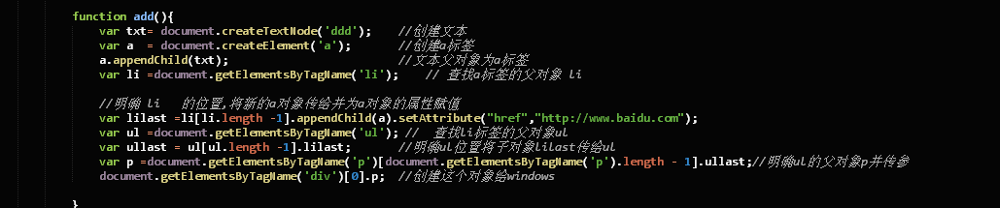 function add(){
var txt= document.createTextNode('ddd'); //创建文本
var a = document.createElement('a'); //创建a标签
a.appendChild(txt); //文本父对象为a标签
var li =document.getElementsByTagName('li'); // 查找a标签的父对象 li
//明确 li 的位置,将新的a对象传给并为a对象的属性赋值
var lilast =li[li.length -1].appendChild(a).setAttribute("href","http://www.baidu.com");
var ul =document.getElementsByTagName('ul'); // 查找li标签的父对象ul
var ullast = ul[ul.length -1].lilast; //明确ul位置将子对象lilast传给ul
var p =document.getElementsByTagName('p')[document.getElementsByTagName('p').length - 1].ullast;//明确ul的父对象p并传参
document.getElementsByTagName('div')[0].p; //创建这个对象给windows
}